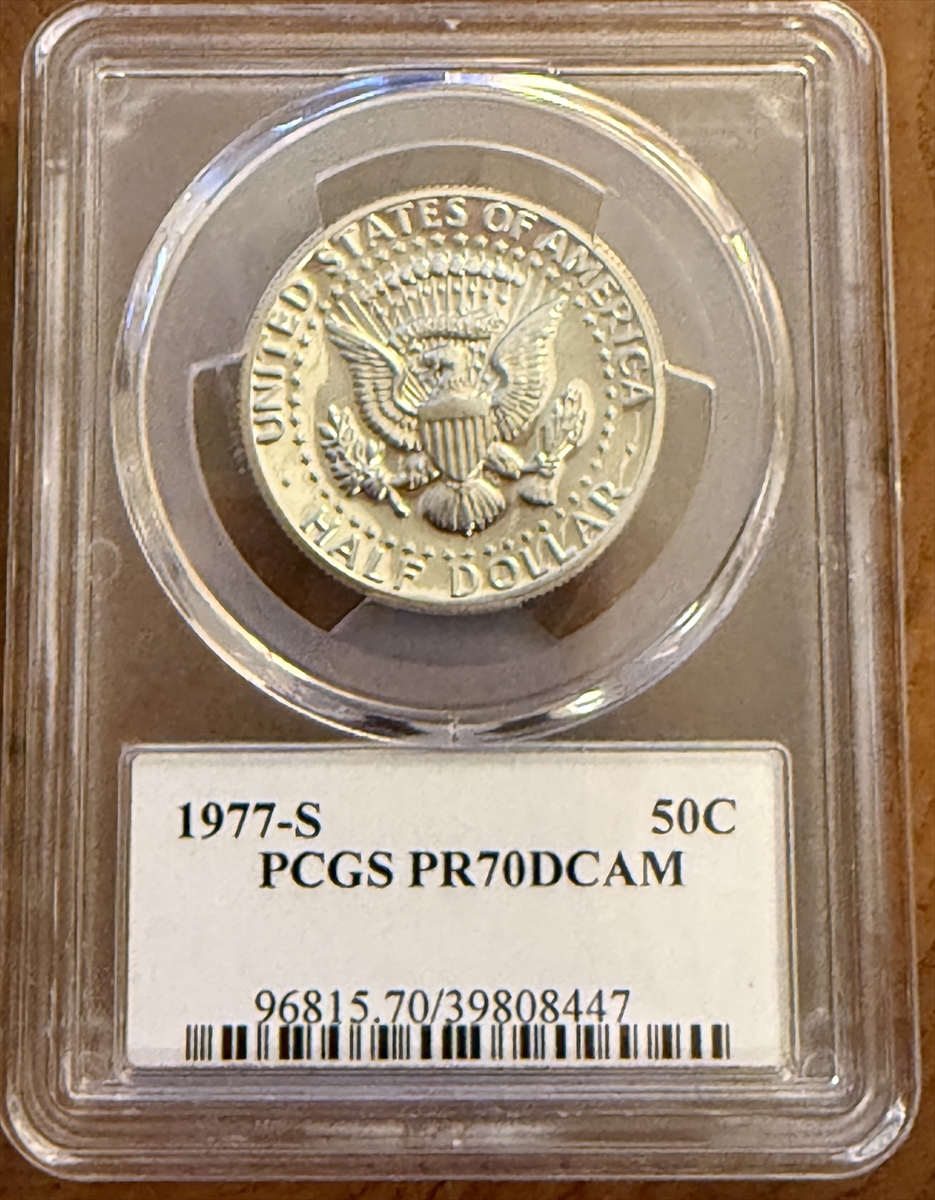 UNITED STATES OF AMERICA
HALF DOLLAR
1977-S 50C
PCGS PR70DCAM
96815.70/39808447